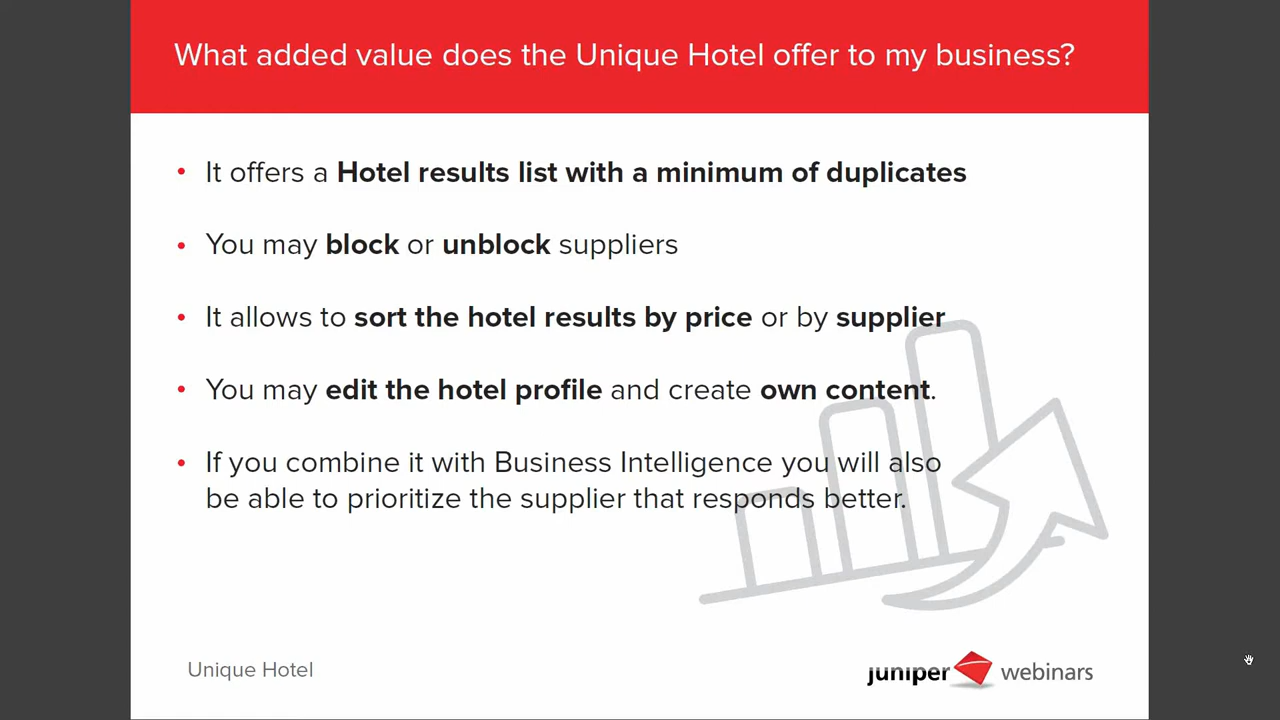 What added value does the Unique Hotel offer to my business?
• It offers a Hotel results list with a minimum of duplicates
• You may block or unblock suppliers
• It allows to sort the hotel results by price or by supplier
• You may edit the hotel profile and create own content.
• If you combine it with Business Intelligence you will also
be able to prioritize the supplier that responds better.
Unique Hotel
juniper webinars